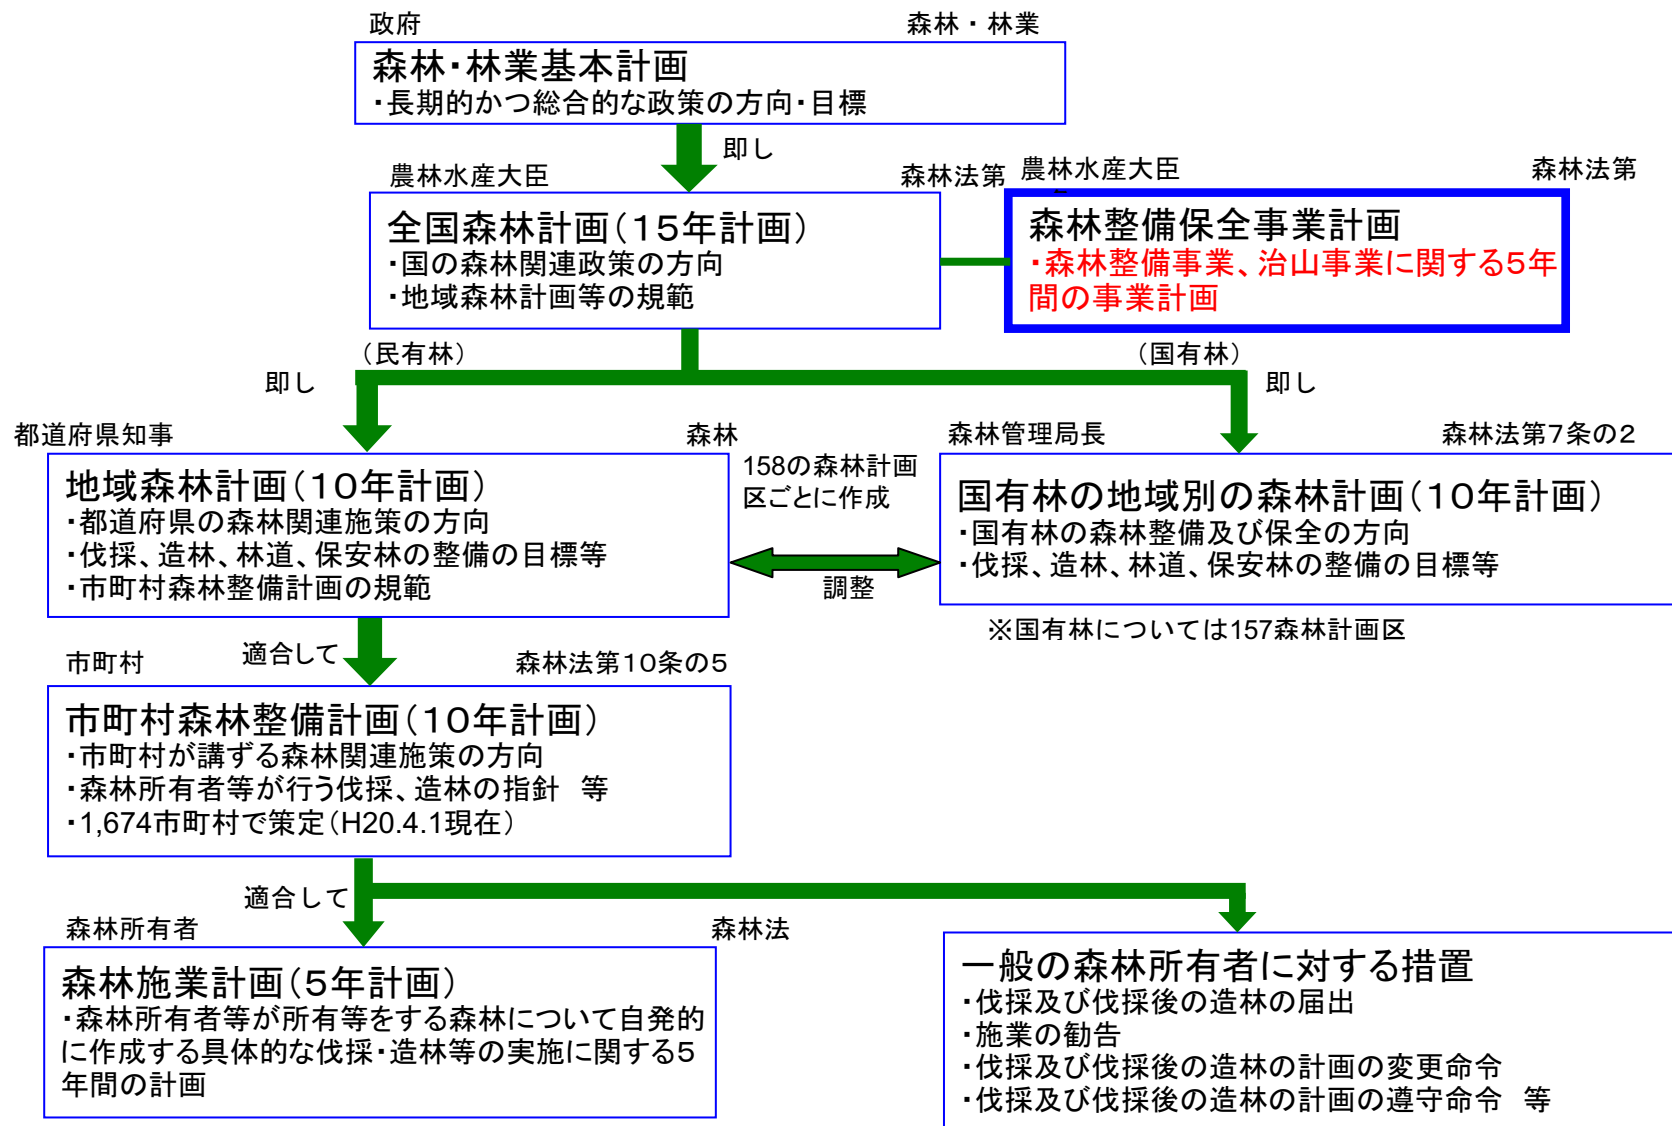 政府
森林・林業
森林・林業基本計画
・長期的かつ総合的な政策の方向・目標
即し
農林水産大臣
森林法第
農林水産大臣
森林法第
全国森林計画（15年計画）
・国の森林関連政策の方向
・地域森林計画等の規範
森林整備保全事業計画
・森林整備事業、治山事業に関する5年
間の事業計画
（民有林）
（国有林）
即し
即し
都道府県知事
森林
森林管理局長
森林法第7条の2
地域森林計画（10年計画）
・都道府県の森林関連施策の方向
・伐採、造林、林道、保安林の整備の目標等
・市町村森林整備計画の規範
158の森林計画
区ごとに作成
調整
国有林の地域別の森林計画（10年計画）
・国有林の森林整備及び保全の方向
・伐採、造林、林道、保安林の整備の目標等
※国有林については157森林計画区
適合して
市町村
森林法第10条の5
市町村森林整備計画（10年計画）
・市町村が講ずる森林関連施策の方向
・森林所有者等が行う伐採、造林の指針　等
・1,674市町村で策定（H20.4.1現在）
適合して
森林所有者
森林法
森林施業計画（5年計画）
・森林所有者等が所有等をする森林について自発的
に作成する具体的な伐採・造林等の実施に関する5
年間の計画
一般の森林所有者に対する措置
・伐採及び伐採後の造林の届出
・施業の勧告
・伐採及び伐採後の造林の計画の変更命令
・伐採及び伐採後の造林の計画の遵守命令　等